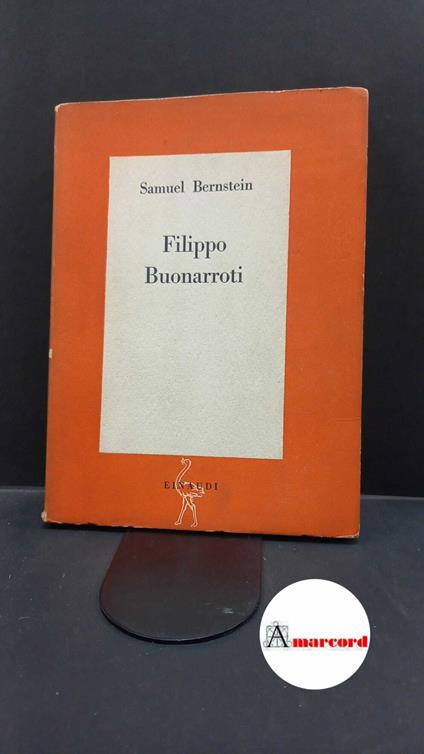 Samuel Bernstein
Filippo
Buonarroti
EINAUDI
Amarcord